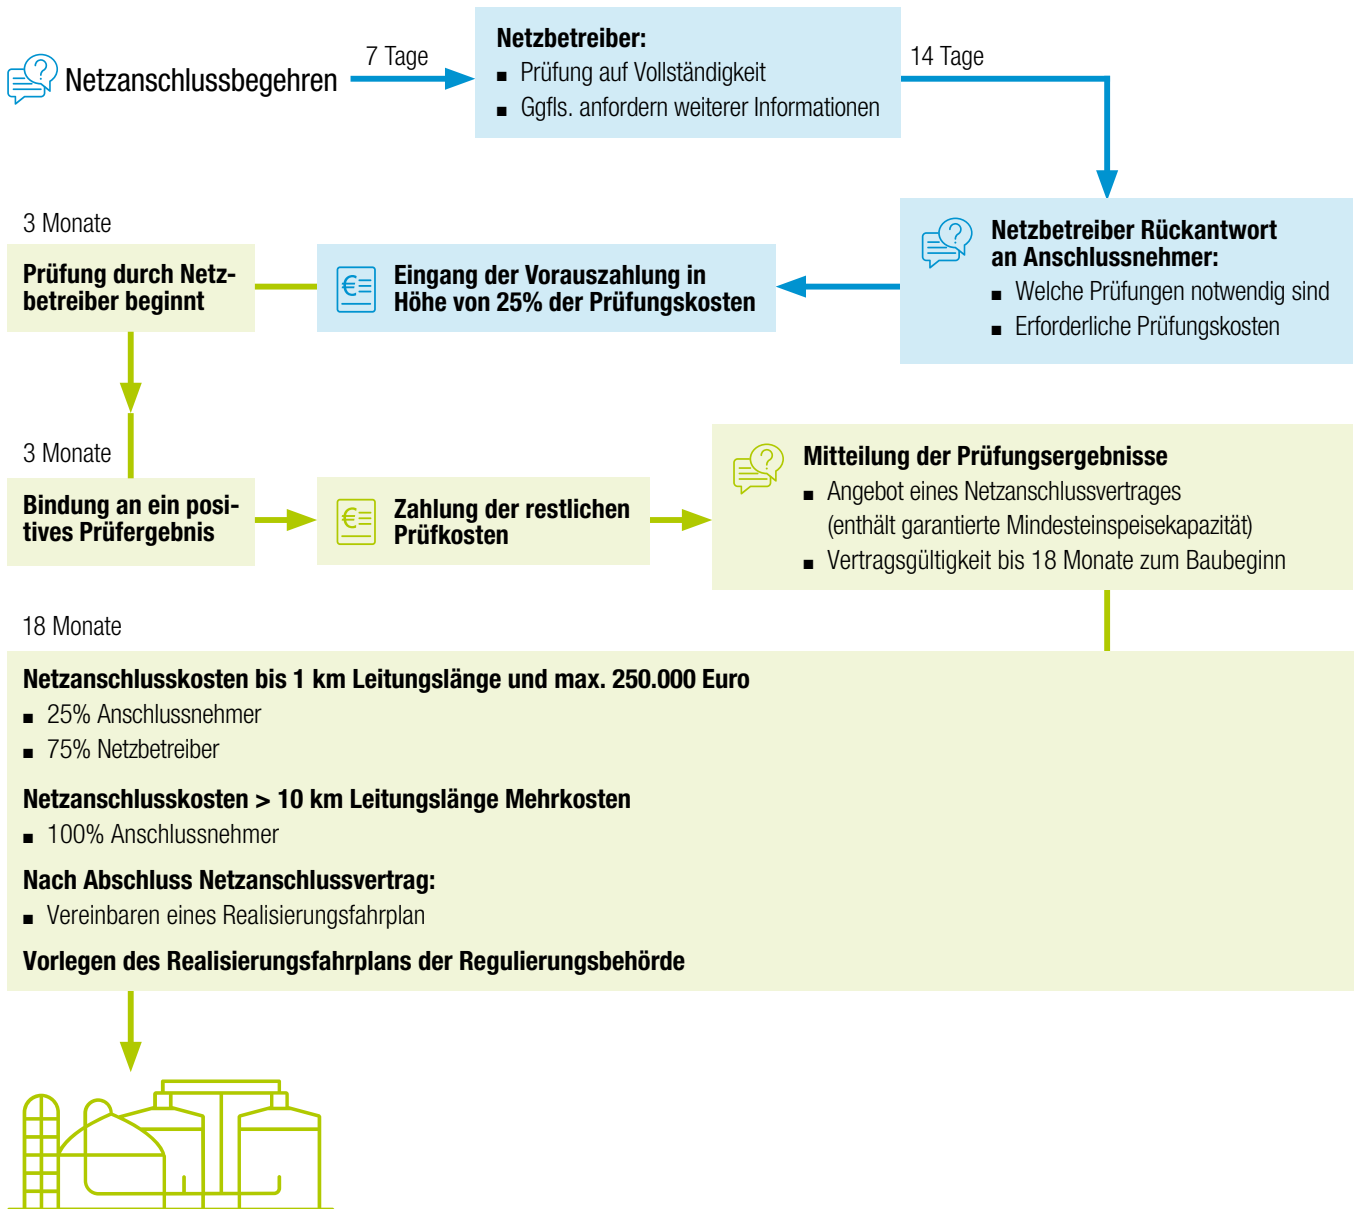 Netzanschlussbegehren
7 Tage
Netzbetreiber:
▪ Prüfung auf Vollständigkeit
▪ Ggfls. anfordern weiterer Informationen
14 Tage
Netzbetreiber Rückantwort
an Anschlussnehmer:
▪ Welche Prüfungen notwendig sind
▪ Erforderliche Prüfungskosten
Eingang der Vorauszahlung in
Höhe von 25% der Prüfungskosten
3 Monate
Prüfung durch Netz-
betreiber beginnt
3 Monate
Bindung an ein posi-
tives Prüfergebnis
Zahlung der restlichen
Prüfkosten
Mitteilung der Prüfungsergebnisse
▪ Angebot eines Netzanschlussvertrages
(enthält garantierte Mindesteinspeisekapazität)
▪ Vertragsgültigkeit bis 18 Monate zum Baubeginn
18 Monate
Netzanschlusskosten bis 1 km Leitungslänge und max. 250.000 Euro
▪ 25% Anschlussnehmer
▪ 75% Netzbetreiber
Netzanschlusskosten > 10 km Leitungslänge Mehrkosten
▪ 100% Anschlussnehmer
Nach Abschluss Netzanschlussvertrag:
▪ Vereinbaren eines Realisierungsfahrplan
Vorlegen des Realisierungsfahrplans der Regulierungsbehörde